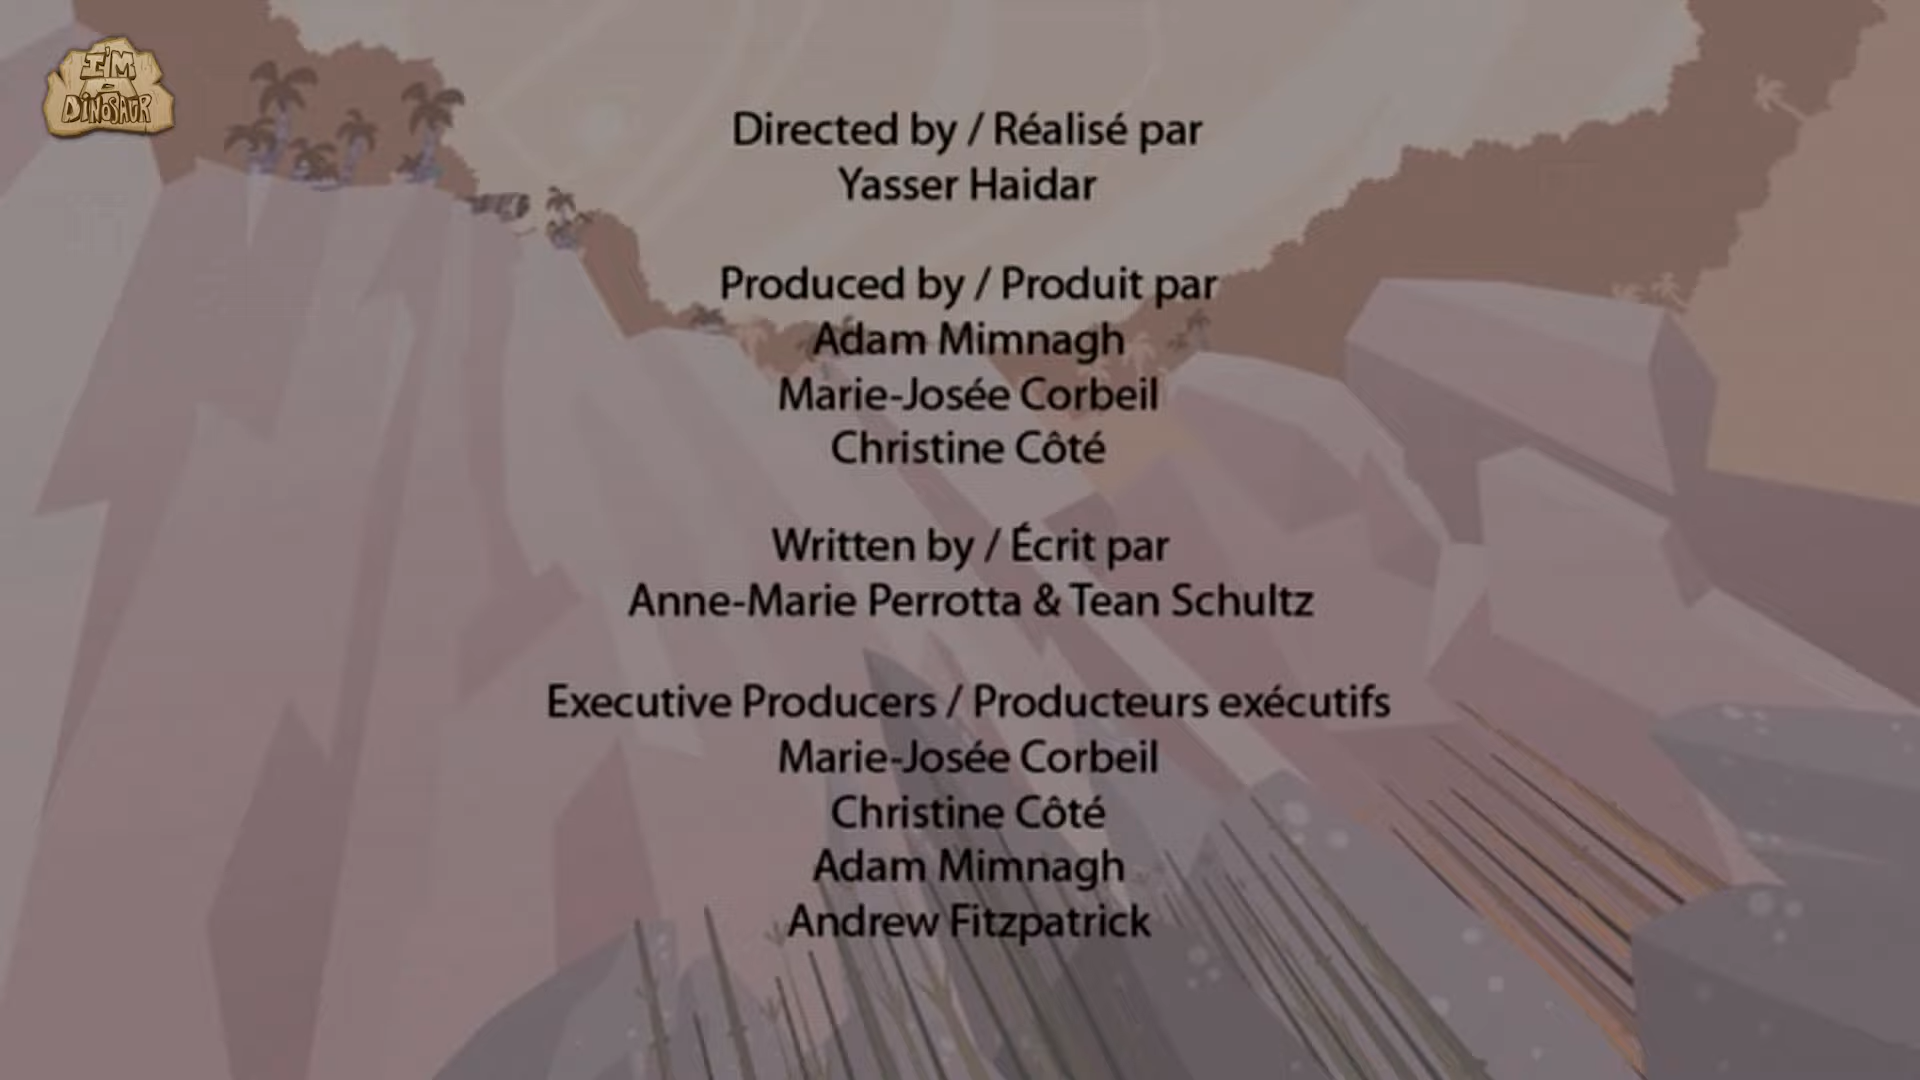 I'M
A
DINOSAUR
Directed by / Réalisé par
Yasser Haidar
Produced by / Produit par
Adam Mimnagh
Marie-Josée Corbeil
Christine Côté
Written by / Écrit par
Anne-Marie Perrotta & Tean Schultz
Executive Producers / Producteurs exécutifs
Marie-Josée Corbeil
Christine Côté
Adam Mimnagh
Andrew Fitzpatrick